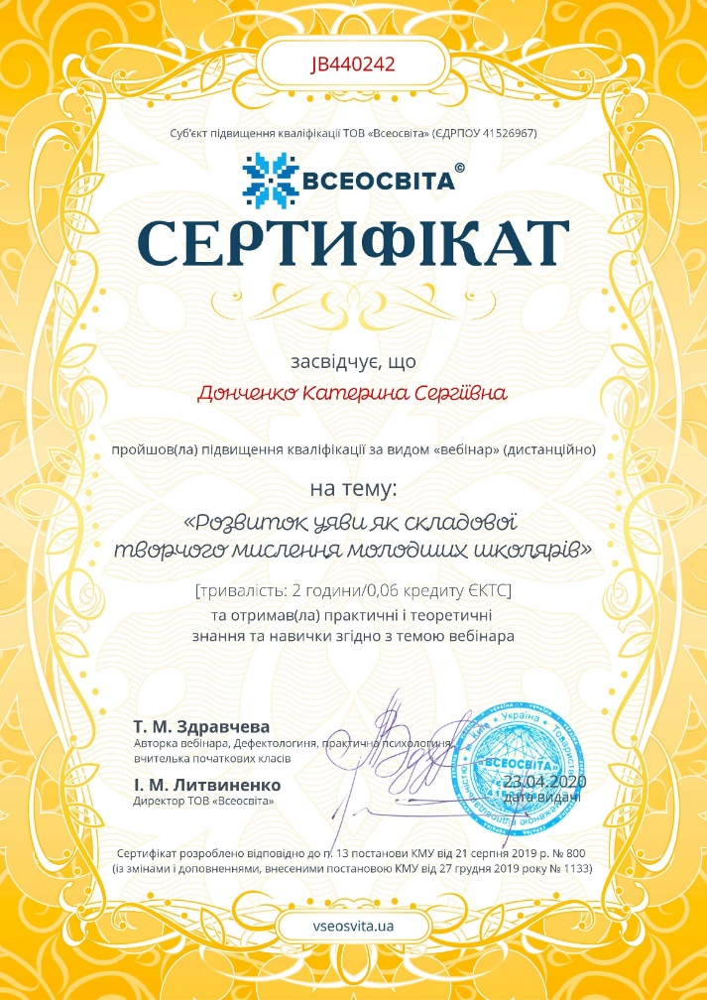 JB440242
Суб'єкт підвищення кваліфікації ТОВ «Всеосвіта» (ЄДРПОУ 41526967)
ВСЕОСВІТА©
СЕРТИФІКАТ
засвідчує, що
Донченко Катерина Сергіївна
пройшов(ла) підвищення кваліфікації за видом «вебінар» (дистанційно)
на тему:
«Розвиток уяви як складової
творчого мислення молодших школярів»
[тривалість: 2 години/0,06 кредиту ЄКТС]
та отримав(ла) практичні і теоретичні
знання та навички згідно з темою вебінара
Т. М. Здравчева
Авторка вебінара, Дефектологиня, практична психологиня,
вчителька початкових класів
І. М. Литвиненко
Директор ТОВ «Всеосвіта»
Україна
м. Київ
«ВСЕОСВІТА»
23.04.2020
дата видачі
Сертифікат розроблено відповідно до п. 13 постанови КМУ від 21 серпня 2019 р. № 800
(із змінами і доповненнями, внесеними постановою КМУ від 27 грудня 2019 року № 1133)
vseosvita.ua